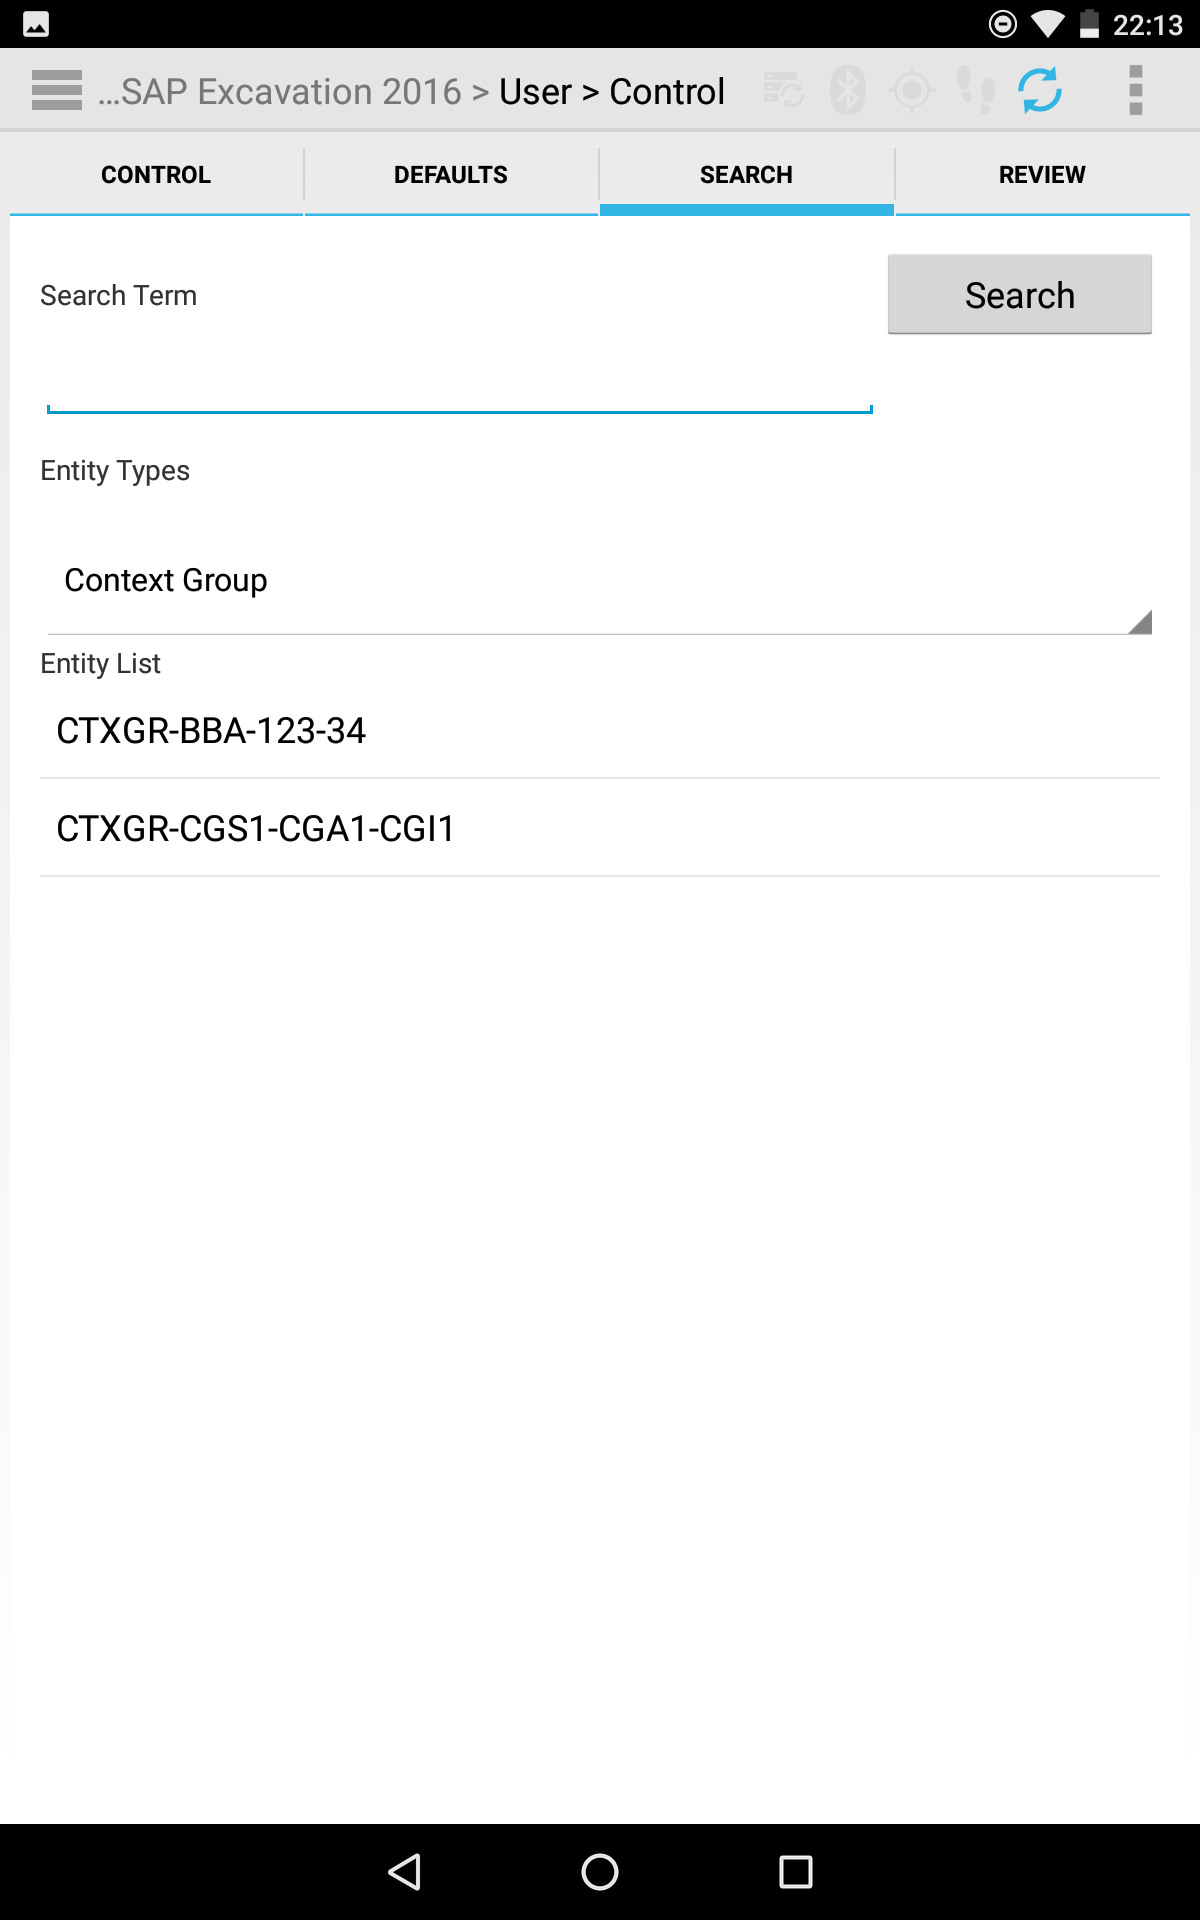 22:13
...SAP Excavation 2016 > User > Control
CONTROL
DEFAULTS
SEARCH
REVIEW
Search Term
Search
Entity Types
Context Group
Entity List
CTXGR-BBA-123-34
CTXGR-CGS1-CGA1-CGI1